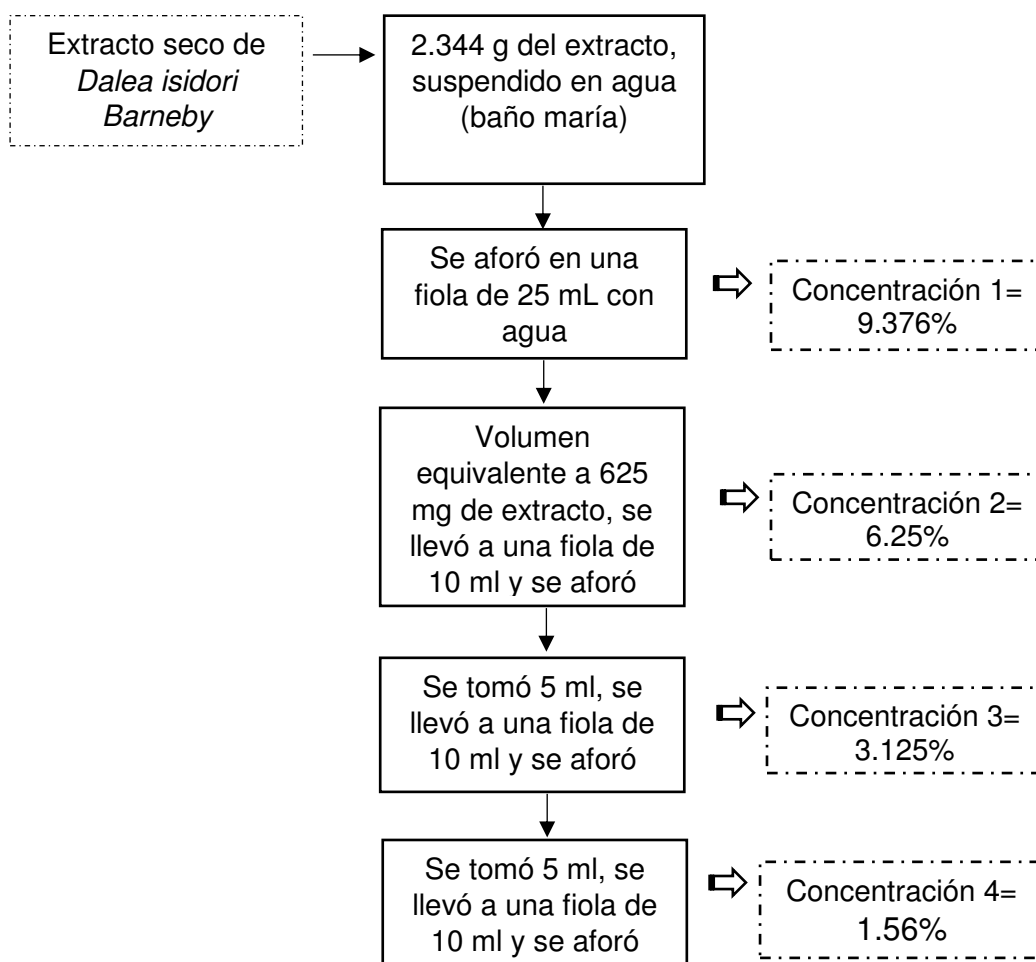 Extracto seco de
Dalea isidori
Barneby
2.344 g del extracto,
suspendido en agua
(baño maría)
Se aforó en una
fiola de 25 mL con
agua
Concentración 1=
9.376%
Volumen
equivalente a 625
mg de extracto, se
llevó a una fiola de
10 ml y se aforó
Concentración 2=
6.25%
Se tomó 5 ml, se
llevó a una fiola de
10 ml y se aforó
Concentración 3=
3.125%
Se tomó 5 ml, se
llevó a una fiola de
10 ml y se aforó
Concentración 4=
1.56%